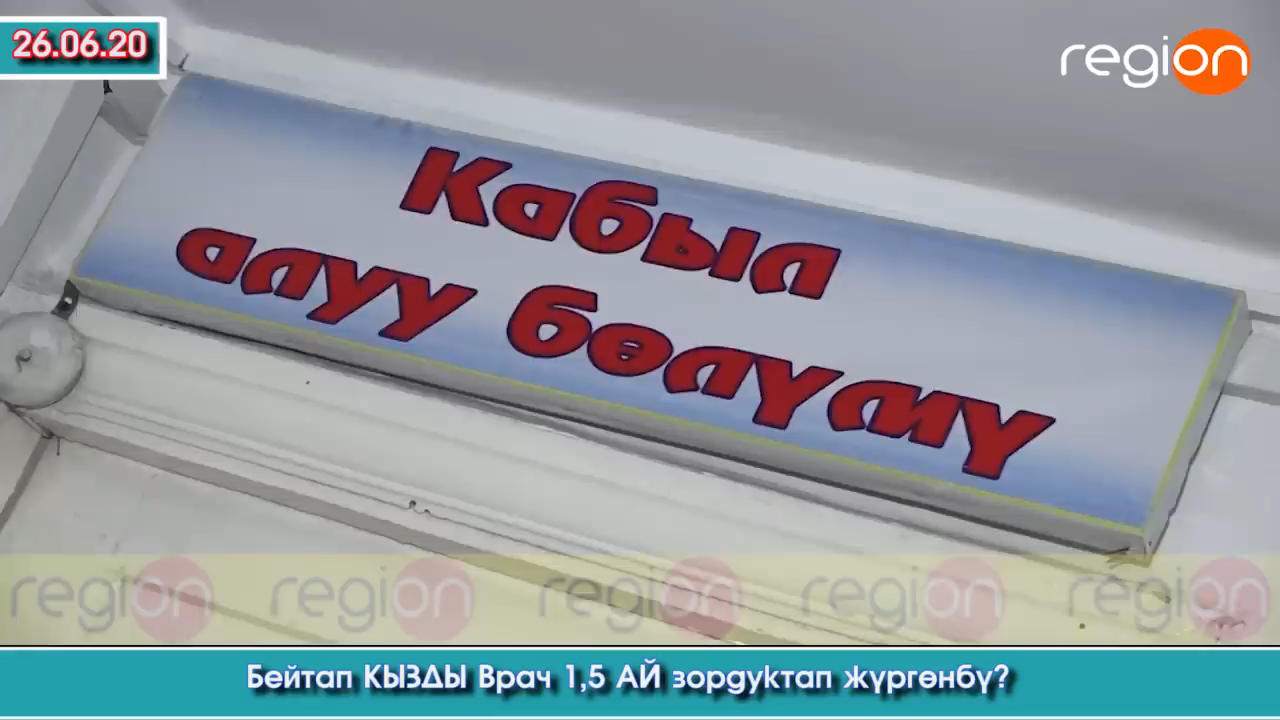 26.06.20
region
Кабыл
алуу бөлүмү
region region region region region
Бейтап КЫЗДЫ Врач 1,5 АЙ зордуктап жүргөнбү?